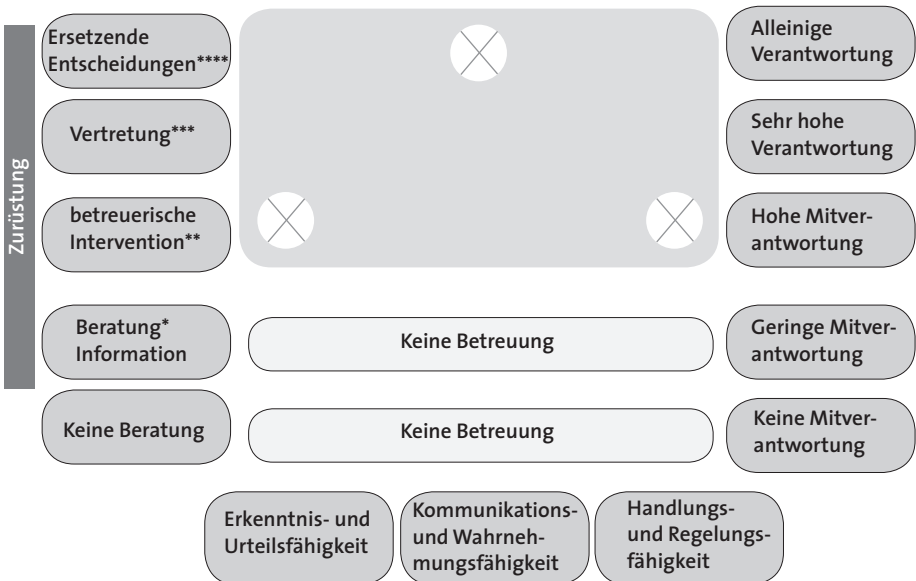 Zurüstung
Ersetzende
Entscheidungen****
Alleinige
Verantwortung
Vertretung***
Sehr hohe
Verantwortung
betreuerische
Intervention**
Hohe Mitver-
antwortung
Beratung*
Information
Keine Betreuung
Geringe Mitver-
antwortung
Keine Beratung
Keine Betreuung
Keine Mitver-
antwortung
Erkenntnis- und
Urteilsfähigkeit
Kommunikations-
und Wahrneh-
mungsfähigkeit
Handlungs-
und Regelungs-
fähigkeit